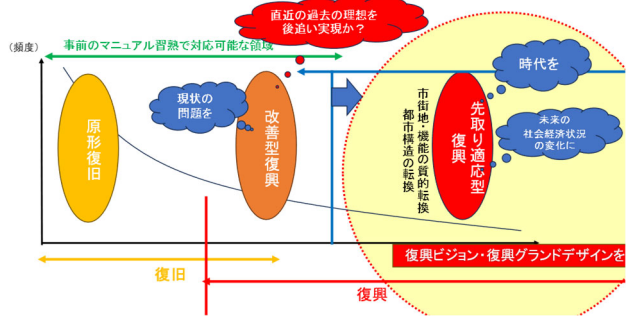 直近の過去の理想を
後追い実現か？
（頻度）
事前のマニュアル習熟で対応可能な領域
時代を
現状の
問題を
原形復旧
改善型復興
市街地・機能の質的転換
都市構造の転換
先取り適応型
復興
未来の
社会経済状況
の変化に
復興ビジョン・復興グランドデザインを
復旧
復興